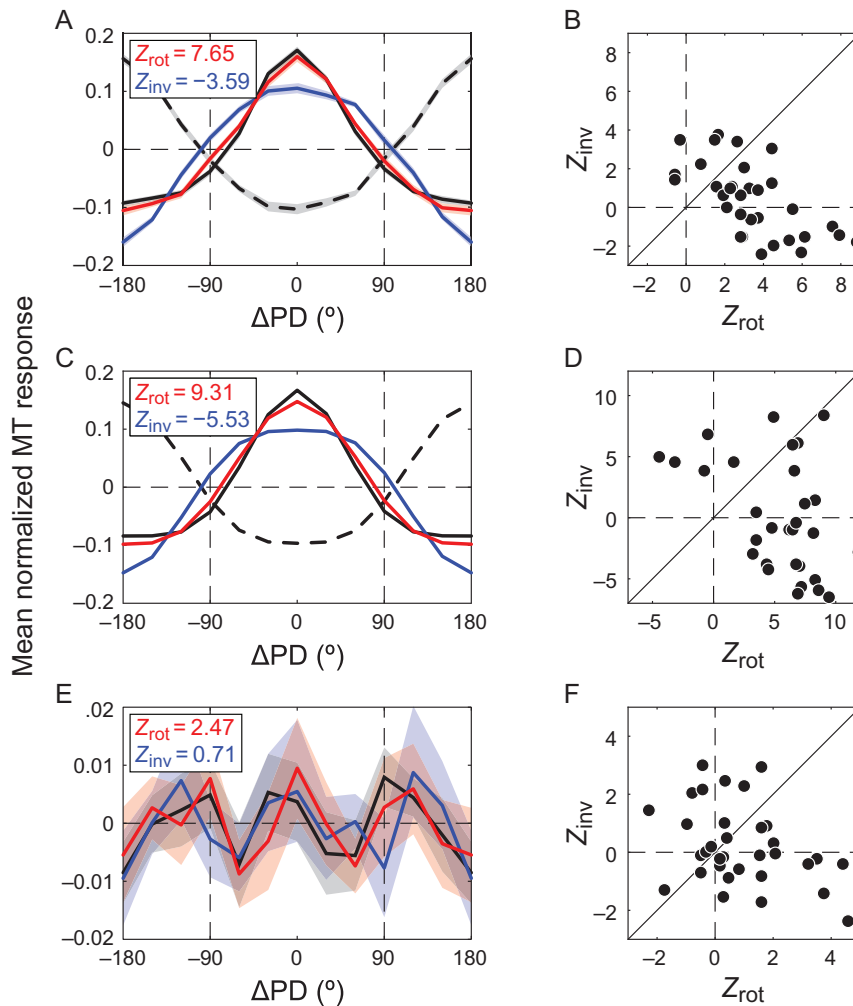 Mean normalized MT response
A
Zrot = 7.65
Zinv = −3.59
0.2
0.1
0
−0.1
−0.2
−180
−90
0
90
180
ΔPD (º)
B
Zinv
8
6
4
2
0
−2
−2
0
2
4
6
8
Zrot
C
Zrot = 9.31
Zinv = −5.53
0.2
0.1
0
−0.1
−0.2
−180
−90
0
90
180
ΔPD (º)
D
Zinv
10
5
0
−5
−5
0
5
10
Zrot
E
Zrot = 2.47
Zinv = 0.71
.02
0.01
0
−0.01
−0.02
−180
−90
0
90
180
ΔPD (º)
F
Zinv
4
2
0
−2
−2
0
2
4
Zrot